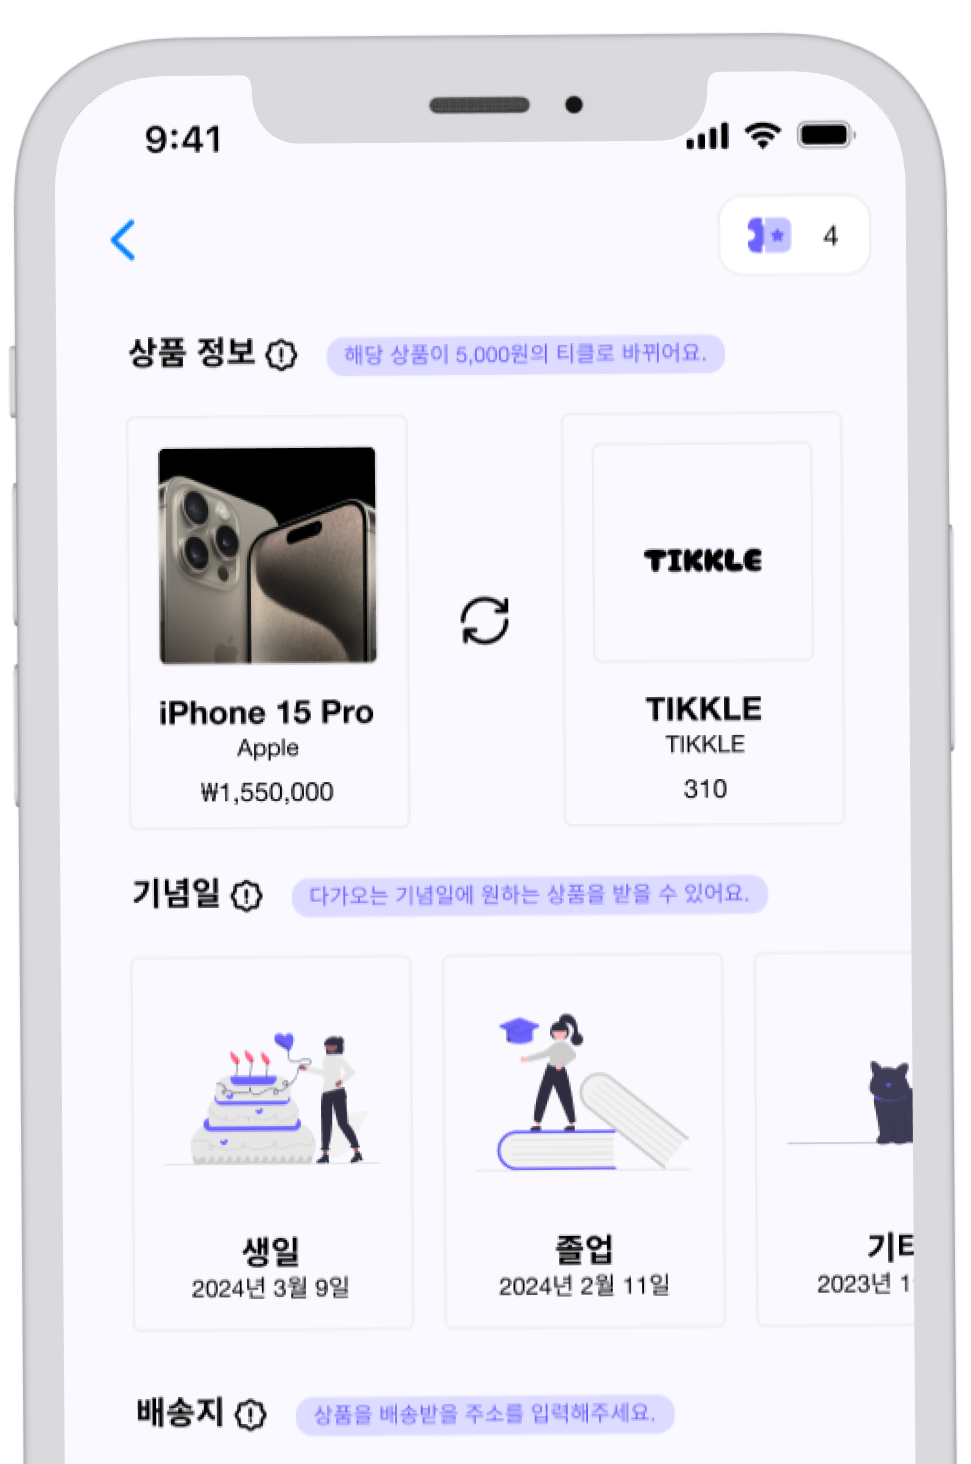 9:41
4
상품 정보
해당 상품이 5,000원의 티클로 바뀌어요.
TIKKLE
iPhone 15 Pro
Apple
₩1,550,000
TIKKLE
TIKKLE
310
기념일
다가오는 기념일에 원하는 상품을 받을 수 있어요.
생일
2024년 3월 9일
졸업
2024년 2월 11일
기타
2023년 1
배송지
상품을 배송받을 주소를 입력해주세요.